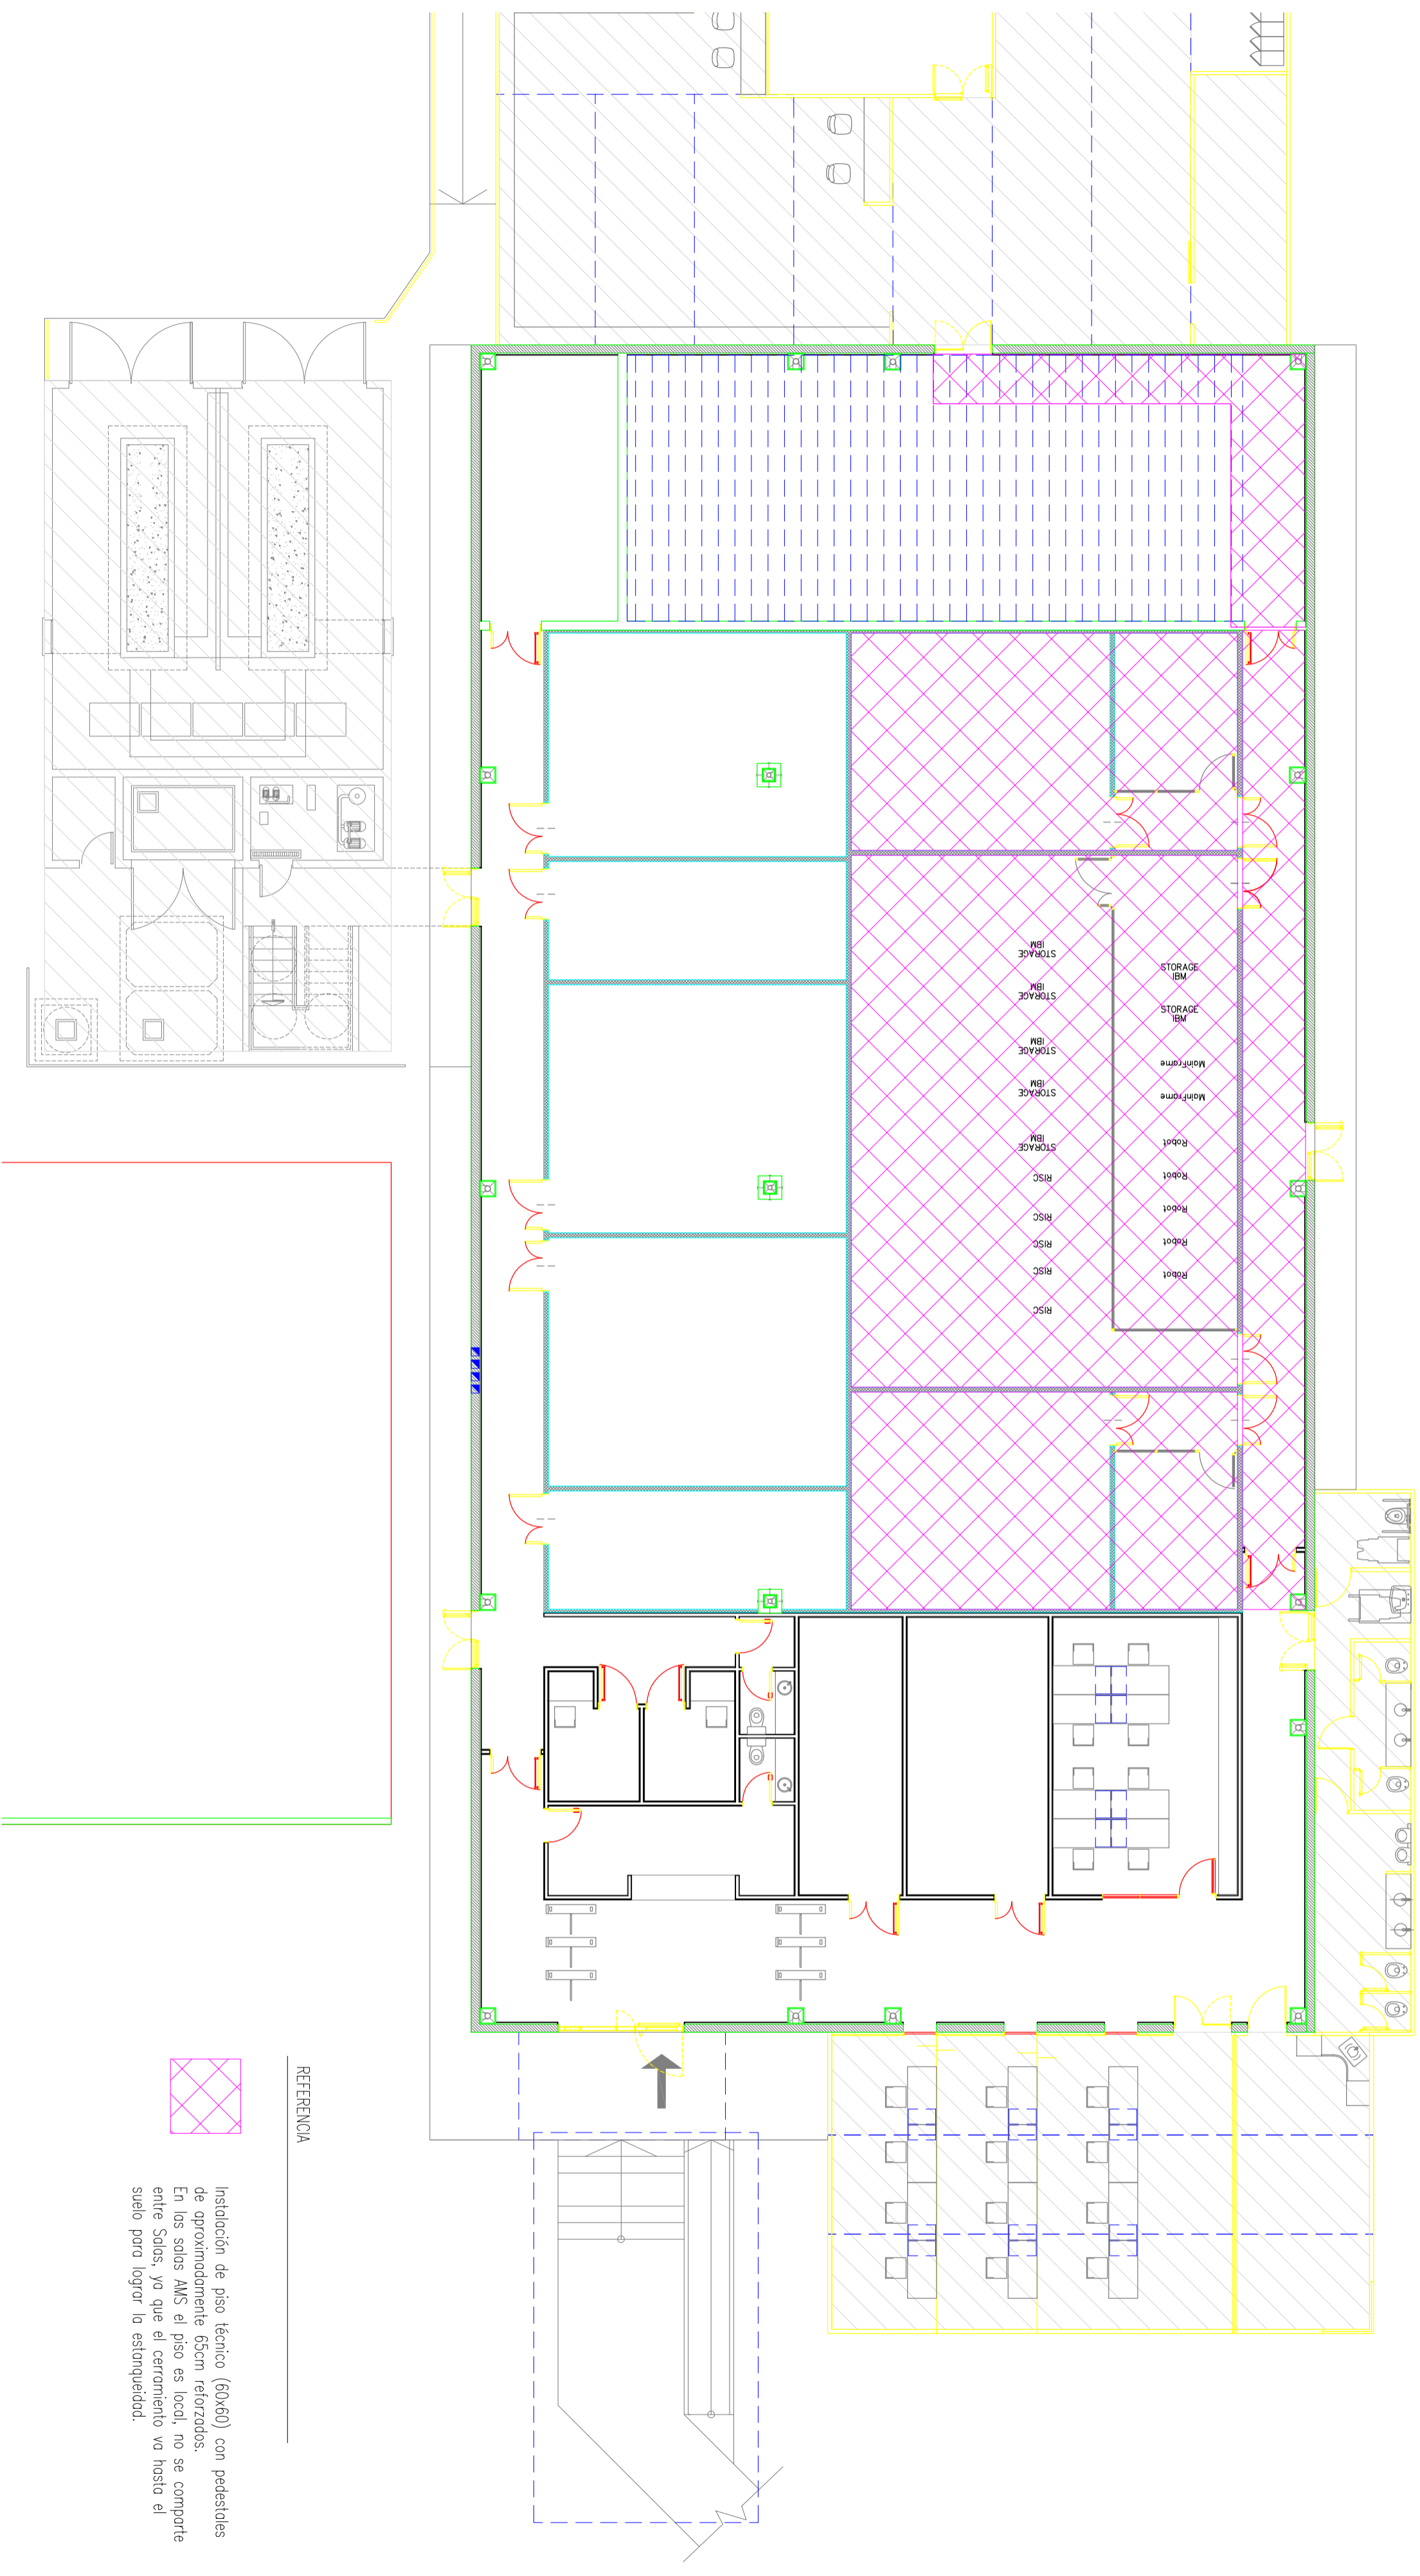 IBM
STORAGE
IBM
STORAGE
IBM
STORAGE
IBM
STORAGE
IBM
STORAGE
RISC
RISC
RISC
RISC
RISC
STORAGE
IBM
STORAGE
IBM
MainFrame
MainFrame
Robot
Robot
Robot
Robot
Robot
REFERENCIA
Instalación de piso técnico (60x60) con pedestales
de aproximadamente 65cm reforzados.
En las salas AMS el piso es local, no se comparte
entre Salas, ya que el cerramiento va hasta el
suelo para lograr la estanqueidad.